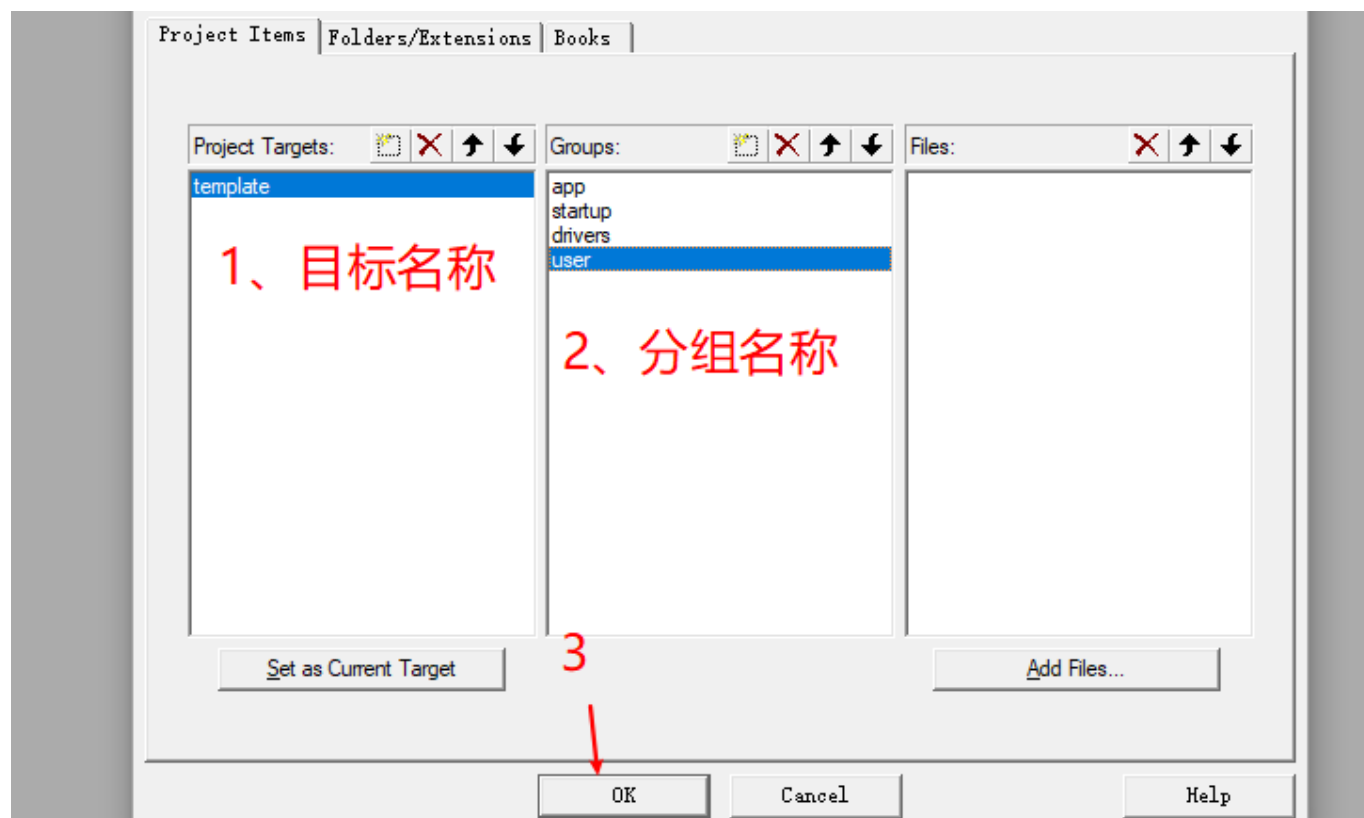 Project Items Folders/Extensions Books
Project Targets: Groups: Files:
template
app
startup
drivers
user
1、目标名称
2、分组名称
3
Set as Current Target Add Files...
OK Cancel Help